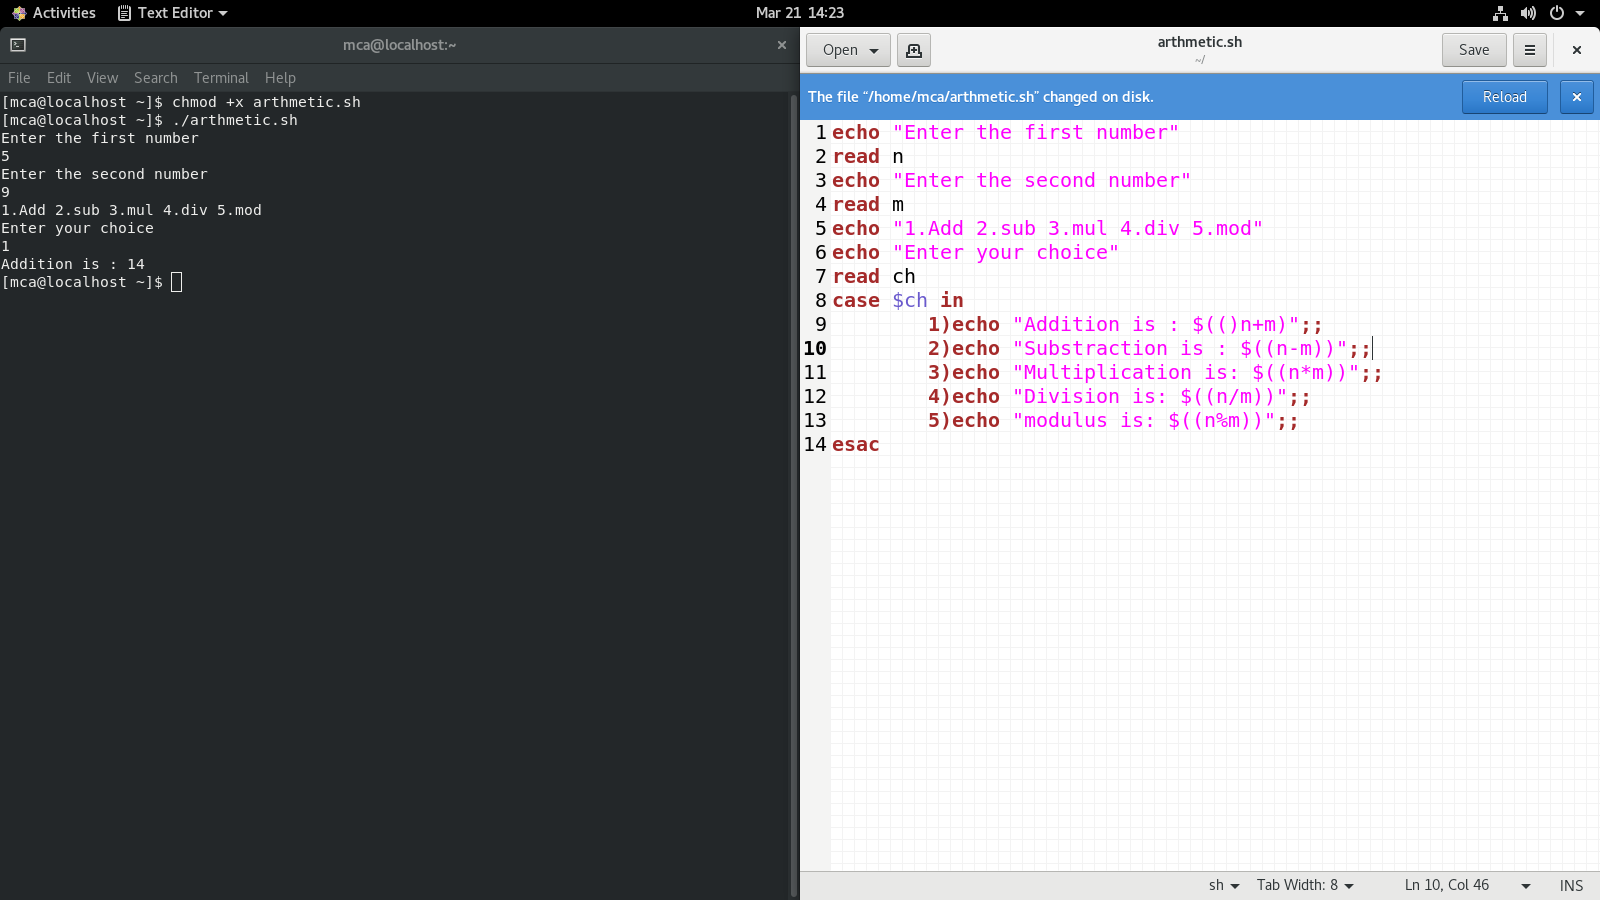 Activities Text Editor Mar 21 14:23
mca@localhost:~
File Edit View Search Terminal Help
[mca@localhost ~]$ chmod +x arthmetic.sh
[mca@localhost ~]$ ./arthmetic.sh
Enter the first number
5
Enter the second number
9
1.Add 2.sub 3.mul 4.div 5.mod
Enter your choice
1
Addition is : 14
[mca@localhost ~]$
Open arthmetic.sh Save
~/
The file “/home/mca/arthmetic.sh” changed on disk. Reload
1 echo "Enter the first number"
2 read n
3 echo "Enter the second number"
4 read m
5 echo "1.Add 2.sub 3.mul 4.div 5.mod"
6 echo "Enter your choice"
7 read ch
8 case $ch in
9 1)echo "Addition is : $(()n+m)";;
10 2)echo "Substraction is : $((n-m))";;
11 3)echo "Multiplication is: $((n*m))";;
12 4)echo "Division is: $((n/m))";;
13 5)echo "modulus is: $((n%m))";;
14 esac
sh Tab Width: 8 Ln 10, Col 46 INS